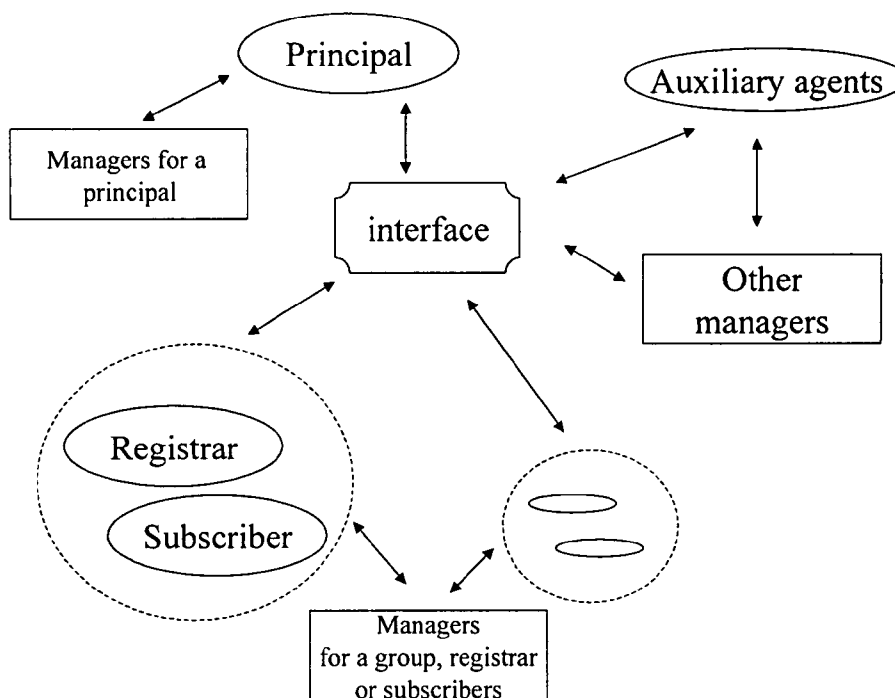 Principal
Auxiliary agents
Managers for a
principal
interface
Other
managers
Registrar
Subscriber
Managers
for a group, registrar
or subscribers